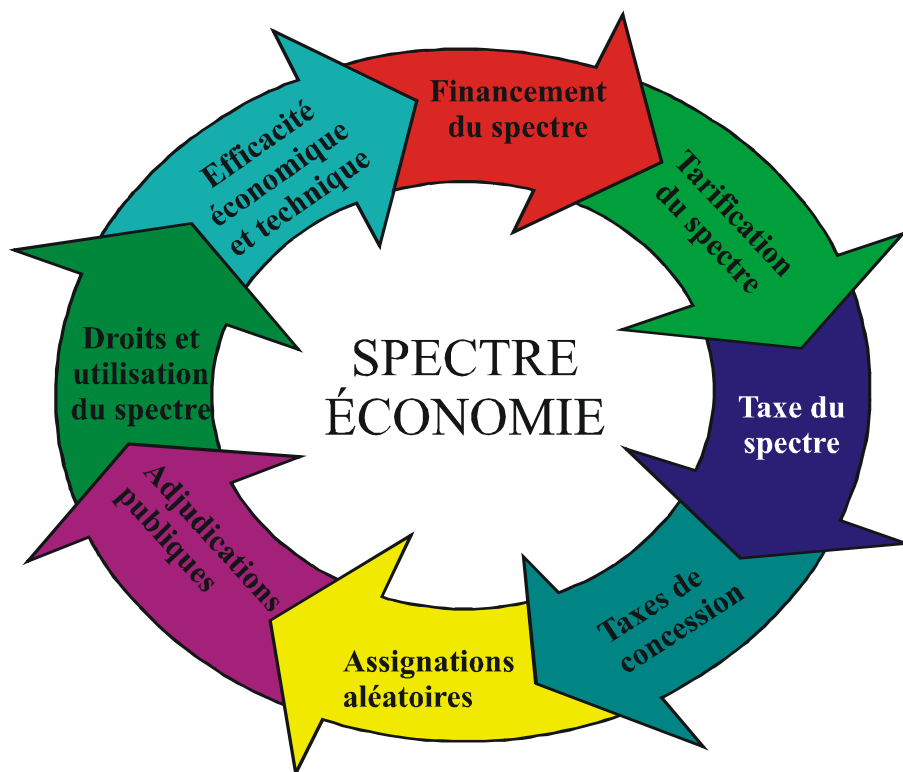 Financement
du spectre
Tarification
du spectre
Taxe du
spectre
Taxes de
concession
Assignations
aléatoires
Adjudications
publiques
Droits et
utilisation
du spectre
Efficacité
économique
et technique
SPECTRE
ÉCONOMIE